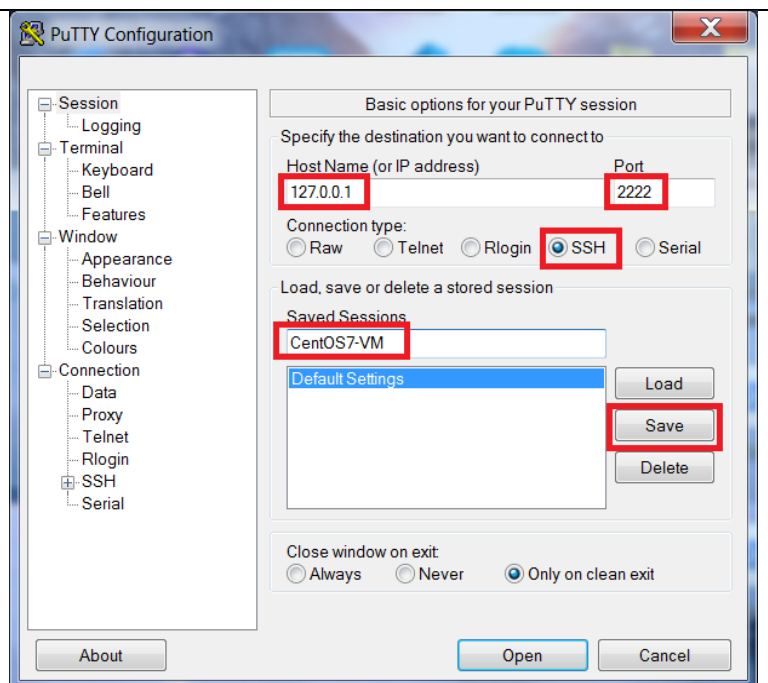 PuTTY Configuration
X
Session
Logging
Terminal
Keyboard
Bell
Features
Window
Appearance
Behaviour
Translation
Selection
Colours
Connection
Data
Proxy
Telnet
Rlogin
SSH
Serial
Basic options for your PuTTY session
Specify the destination you want to connect to
Host Name (or IP address) Port
127.0.0.1 2222
Connection type:
Raw Telnet Rlogin SSH Serial
Load, save or delete a stored session
Saved Sessions
CentOS7-VM
Default Settings
Load
Save
Delete
Close window on exit:
Always Never Only on clean exit
About Open Cancel